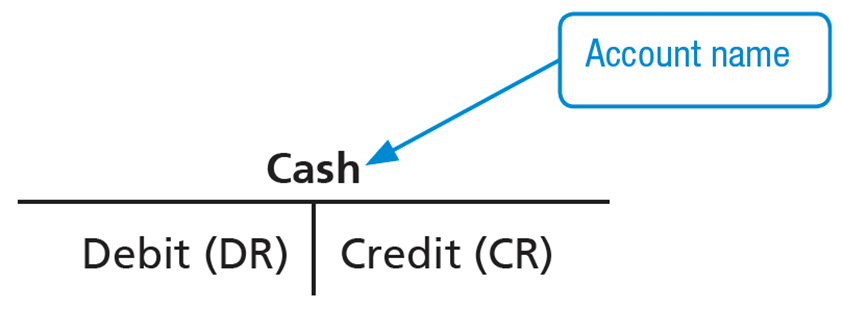 Account name
Cash
Debit (DR) Credit (CR)